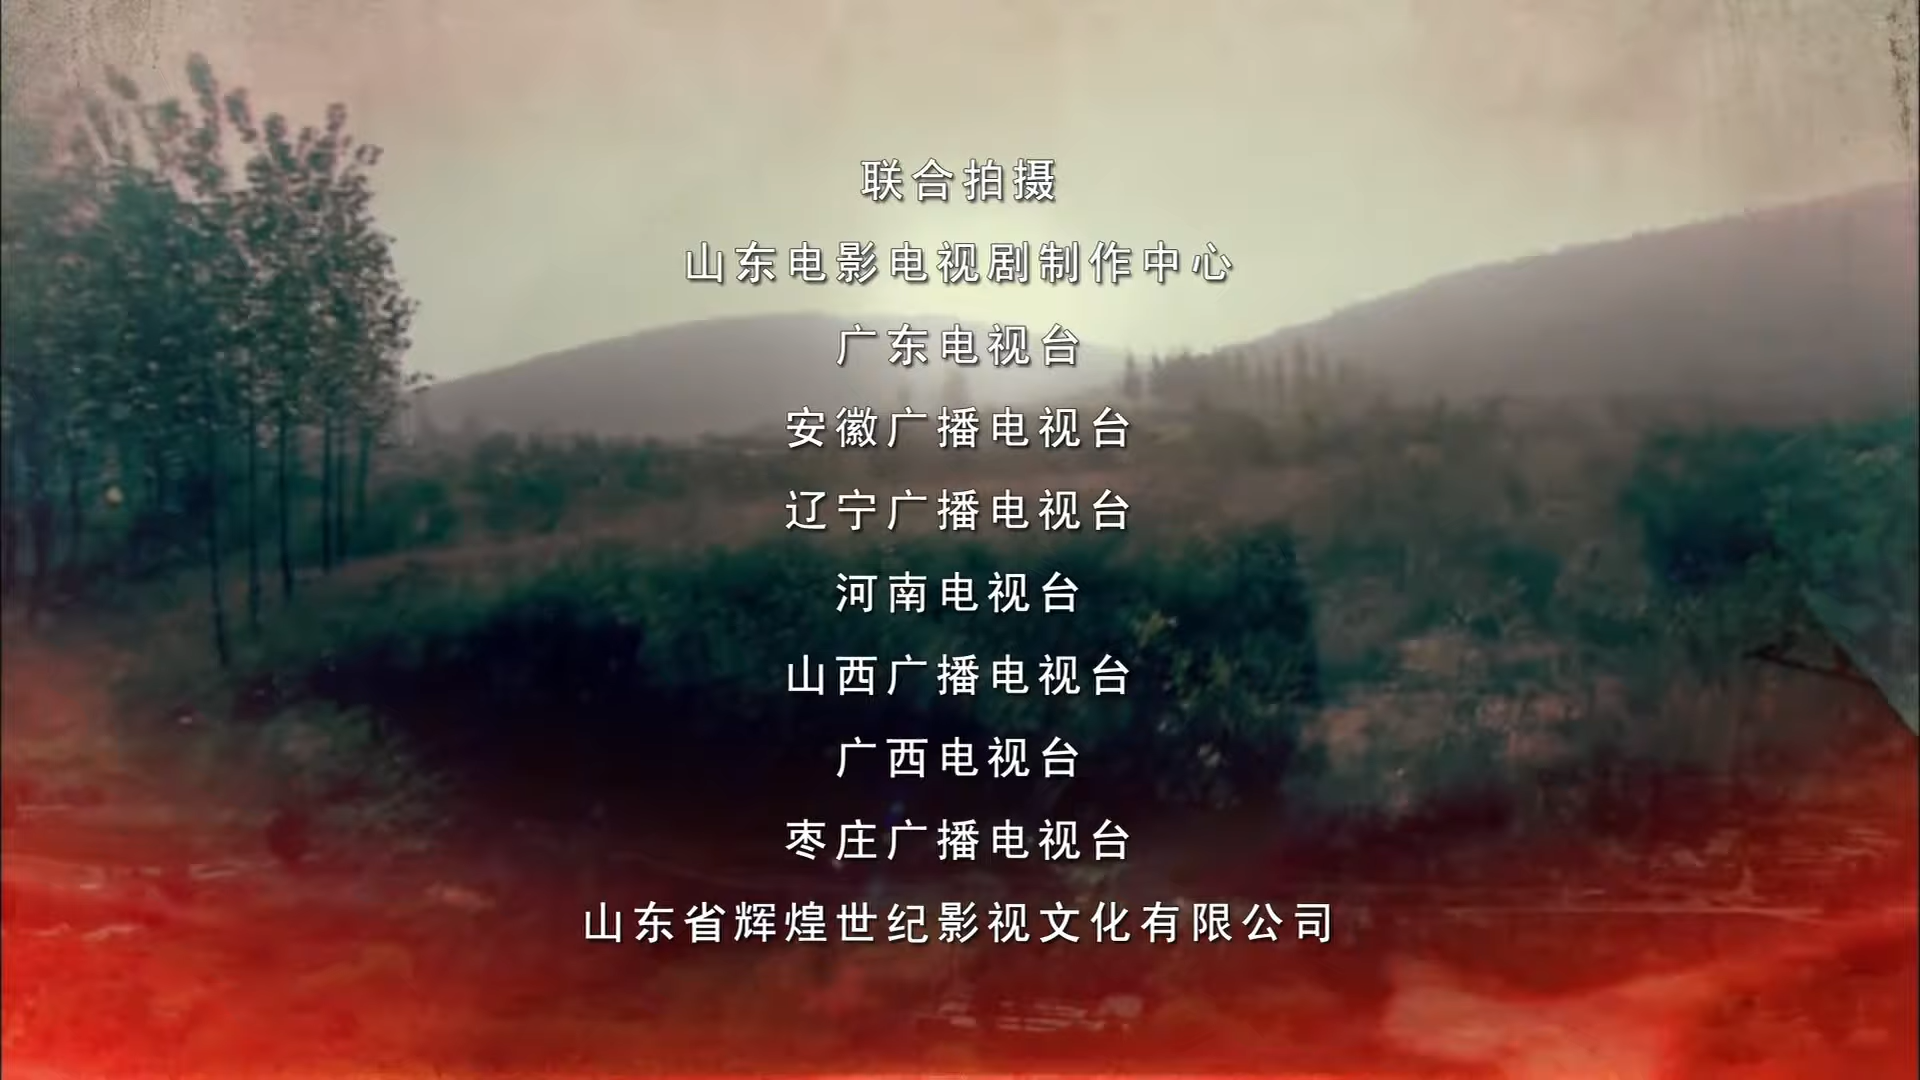 联合拍摄
山东电影电视剧制作中心
广东电视台
安徽广播电视台
辽宁广播电视台
河南电视台
山西广播电视台
广西电视台
枣庄广播电视台
山东省辉煌世纪影视文化有限公司